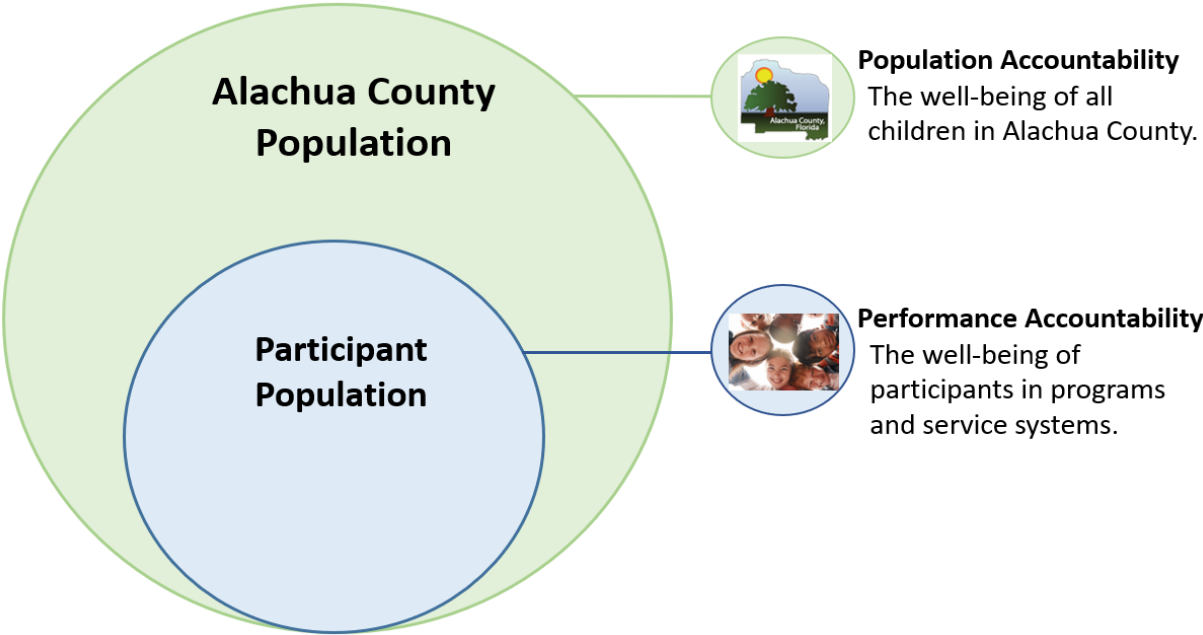 Alachua County
Population
Population Accountability
The well-being of all
children in Alachua County.
Alachua County,
Florida
Participant
Population
Performance Accountability
The well-being of
participants in programs
and service systems.